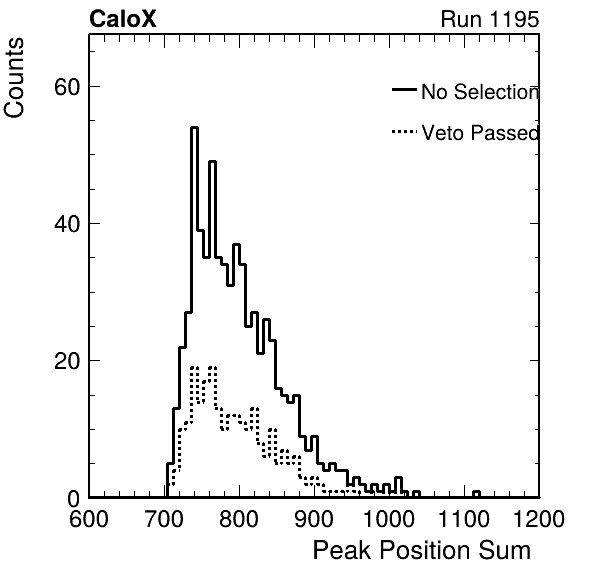 CaloX Run 1195
Counts
60
No Selection
Veto Passed
40
20
0
600 700 800 900 1000 1100 1200
Peak Position Sum